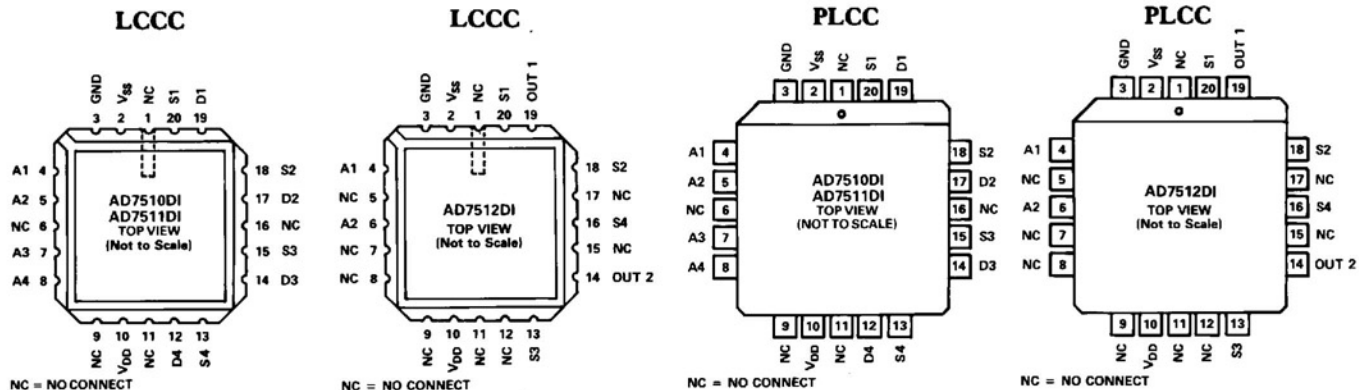 LCCC
GND VSS NC S1 D1
3 2 1 20 19
A1 4
A2 5
NC 6
A3 7
A4 8
AD7510DI
AD7511DI
TOP VIEW
(Not to Scale)
18 S2
17 D2
16 NC
15 S3
14 D3
9 10 11 12 13
NC VDD NC D4 S4
NC = NO CONNECT
LCCC
GND VSS NC S1 OUT 1
3 2 1 20 19
A1 4
NC 5
A2 6
NC 7
NC 8
AD7512DI
TOP VIEW
(Not to Scale)
18 S2
17 NC
16 S4
15 NC
14 OUT 2
9 10 11 12 13
NC VDD NC NC S3
NC = NO CONNECT
PLCC
GND VSS NC S1 D1
3 2 1 20 19
A1 4
A2 5
NC 6
A3 7
A4 8
AD7510DI
AD7511DI
TOP VIEW
(NOT TO SCALE)
18 S2
17 D2
16 NC
15 S3
14 D3
9 10 11 12 13
NC VDD NC D4 S4
NC = NO CONNECT
PLCC
GND VSS NC S1 OUT 1
3 2 1 20 19
A1 4
NC 5
A2 6
NC 7
NC 8
AD7512DI
TOP VIEW
(Not to Scale)
18 S2
17 NC
16 S4
15 NC
14 OUT 2
9 10 11 12 13
NC VDD NC NC S3
NC = NO CONNECT